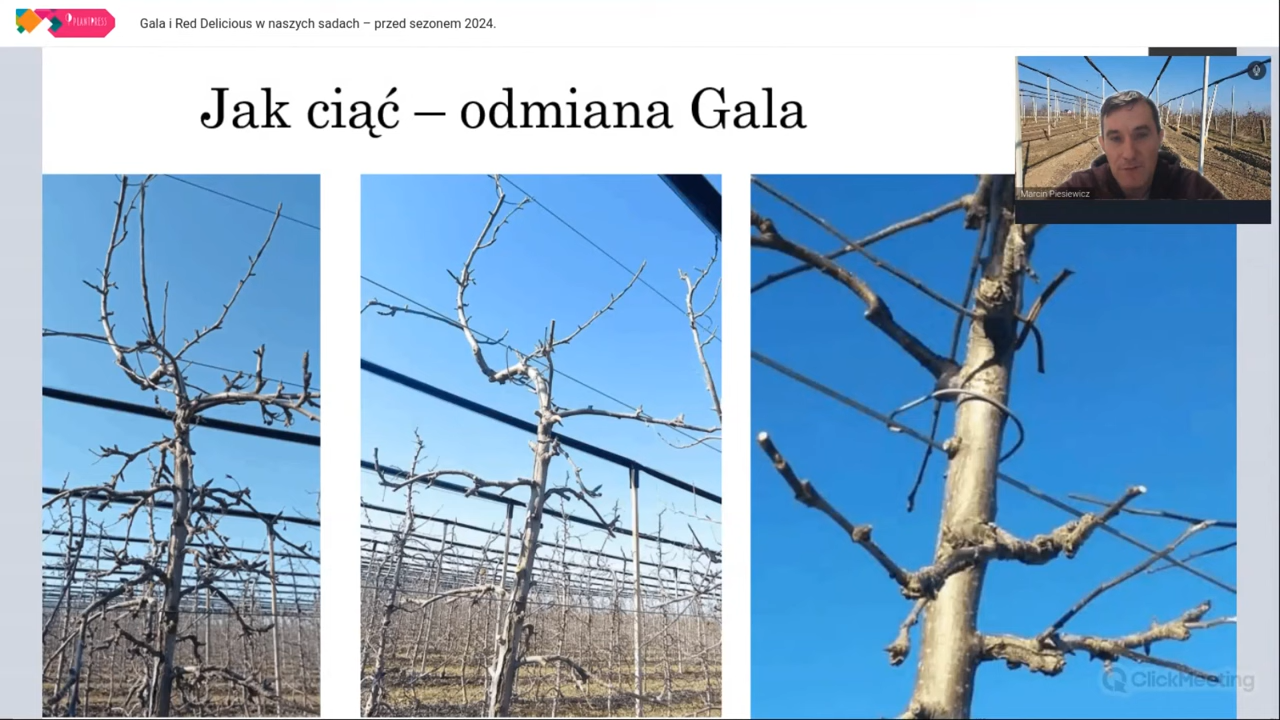 PLANTPRESS
Gala i Red Delicious w naszych sadach – przed sezonem 2024.
Jak ciąć – odmiana Gala
Marcin Piesiewicz
ClickMeeting